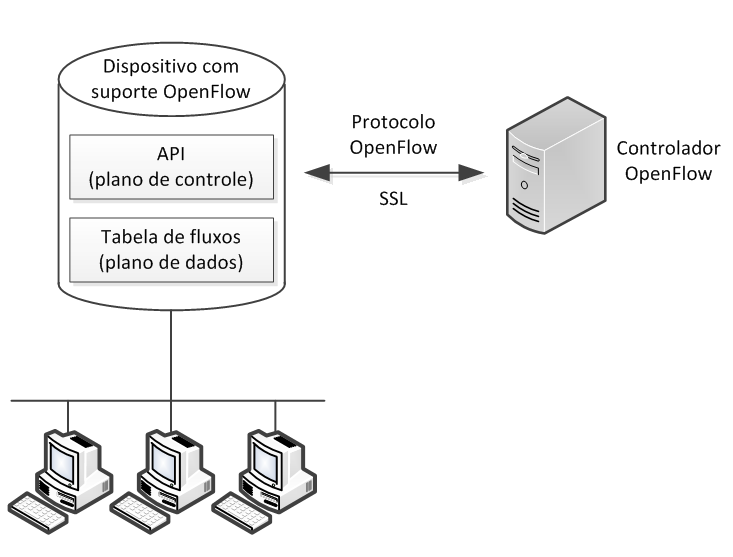 Dispositivo com
suporte OpenFlow
API
(plano de controle)
Tabela de fluxos
(plano de dados)
Protocolo
OpenFlow
SSL
Controlador
OpenFlow